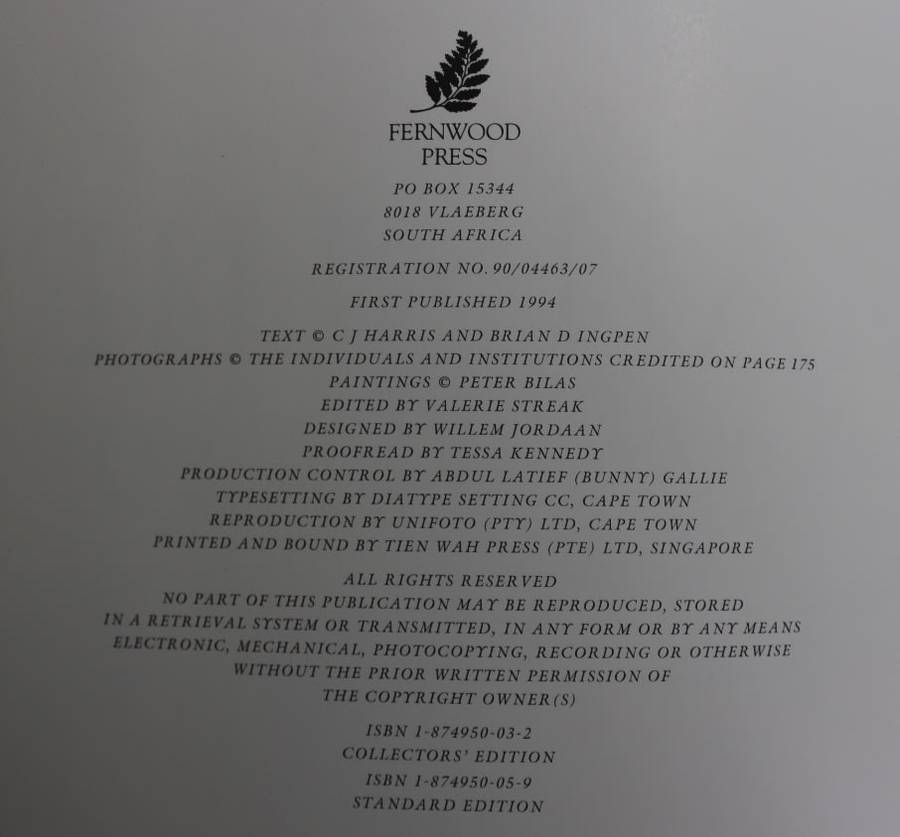 FERNWOOD
PRESS
PO BOX 15344
8018 VLAEBERG
SOUTH AFRICA
REGISTRATION NO. 90/04463/07
FIRST PUBLISHED 1994
TEXT © C J HARRIS AND BRIAN D INGPEN
PHOTOGRAPHS © THE INDIVIDUALS AND INSTITUTIONS CREDITED ON PAGE 175
PAINTINGS © PETER BILAS
EDITED BY VALERIE STREAK
DESIGNED BY WILLEM JORDAAN
PROOFREAD BY TESSA KENNEDY
PRODUCTION CONTROL BY ABDUL LATIEF (BUNNY) GALLIE
TYPESETTING BY DIATYPE SETTING CC, CAPE TOWN
REPRODUCTION BY UNIFOTO (PTY) LTD, CAPE TOWN
PRINTED AND BOUND BY TIEN WAH PRESS (PTE) LTD, SINGAPORE
ALL RIGHTS RESERVED
NO PART OF THIS PUBLICATION MAY BE REPRODUCED, STORED
IN A RETRIEVAL SYSTEM OR TRANSMITTED, IN ANY FORM OR BY ANY MEANS
ELECTRONIC, MECHANICAL, PHOTOCOPYING, RECORDING OR OTHERWISE
WITHOUT THE PRIOR WRITTEN PERMISSION OF
THE COPYRIGHT OWNER(S)
ISBN 1-874950-03-2
COLLECTORS' EDITION
ISBN 1-874950-05-9
STANDARD EDITION